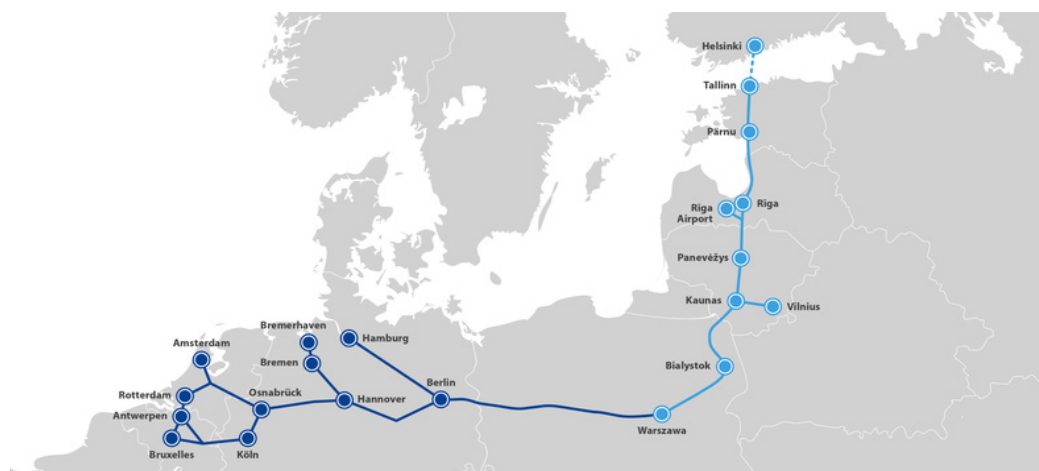 Helsinki
Tallinn
Pärnu
Riga
Riga
Airport
Panevėžys
Kaunas
Vilnius
Bremerhaven
Hamburg
Amsterdam
Bremen
Bialystok
Berlin
Rotterdam
Osnabrück
Hannover
Antwerpen
Warszawa
Bruxelles
Köln